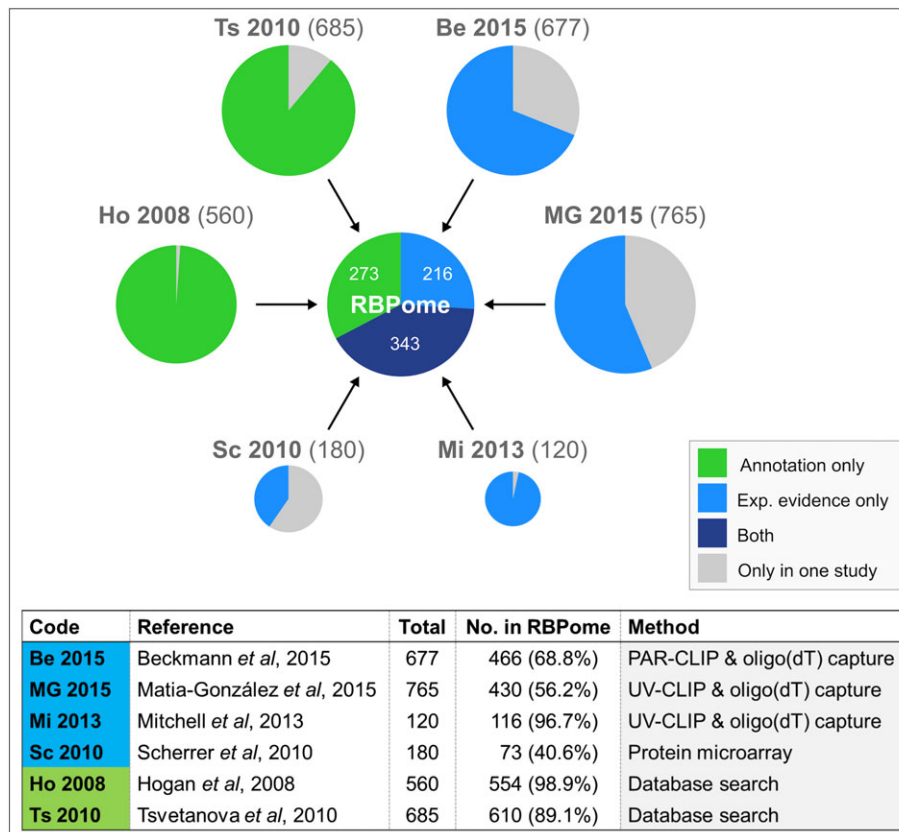 Ts 2010 (685)
Be 2015 (677)
Ho 2008 (560)
MG 2015 (765)
273
216
RBPome
343
Sc 2010 (180)
Mi 2013 (120)
Annotation only
Exp. evidence only
Both
Only in one study
Code Reference Total No. in RBPome Method
Be 2015 Beckmann et al, 2015 677 466 (68.8%) PAR-CLIP & oligo(dT) capture
MG 2015 Matia-González et al, 2015 765 430 (56.2%) UV-CLIP & oligo(dT) capture
Mi 2013 Mitchell et al, 2013 120 116 (96.7%) UV-CLIP & oligo(dT) capture
Sc 2010 Scherrer et al, 2010 180 73 (40.6%) Protein microarray
Ho 2008 Hogan et al, 2008 560 554 (98.9%) Database search
Ts 2010 Tsvetanova et al, 2010 685 610 (89.1%) Database search